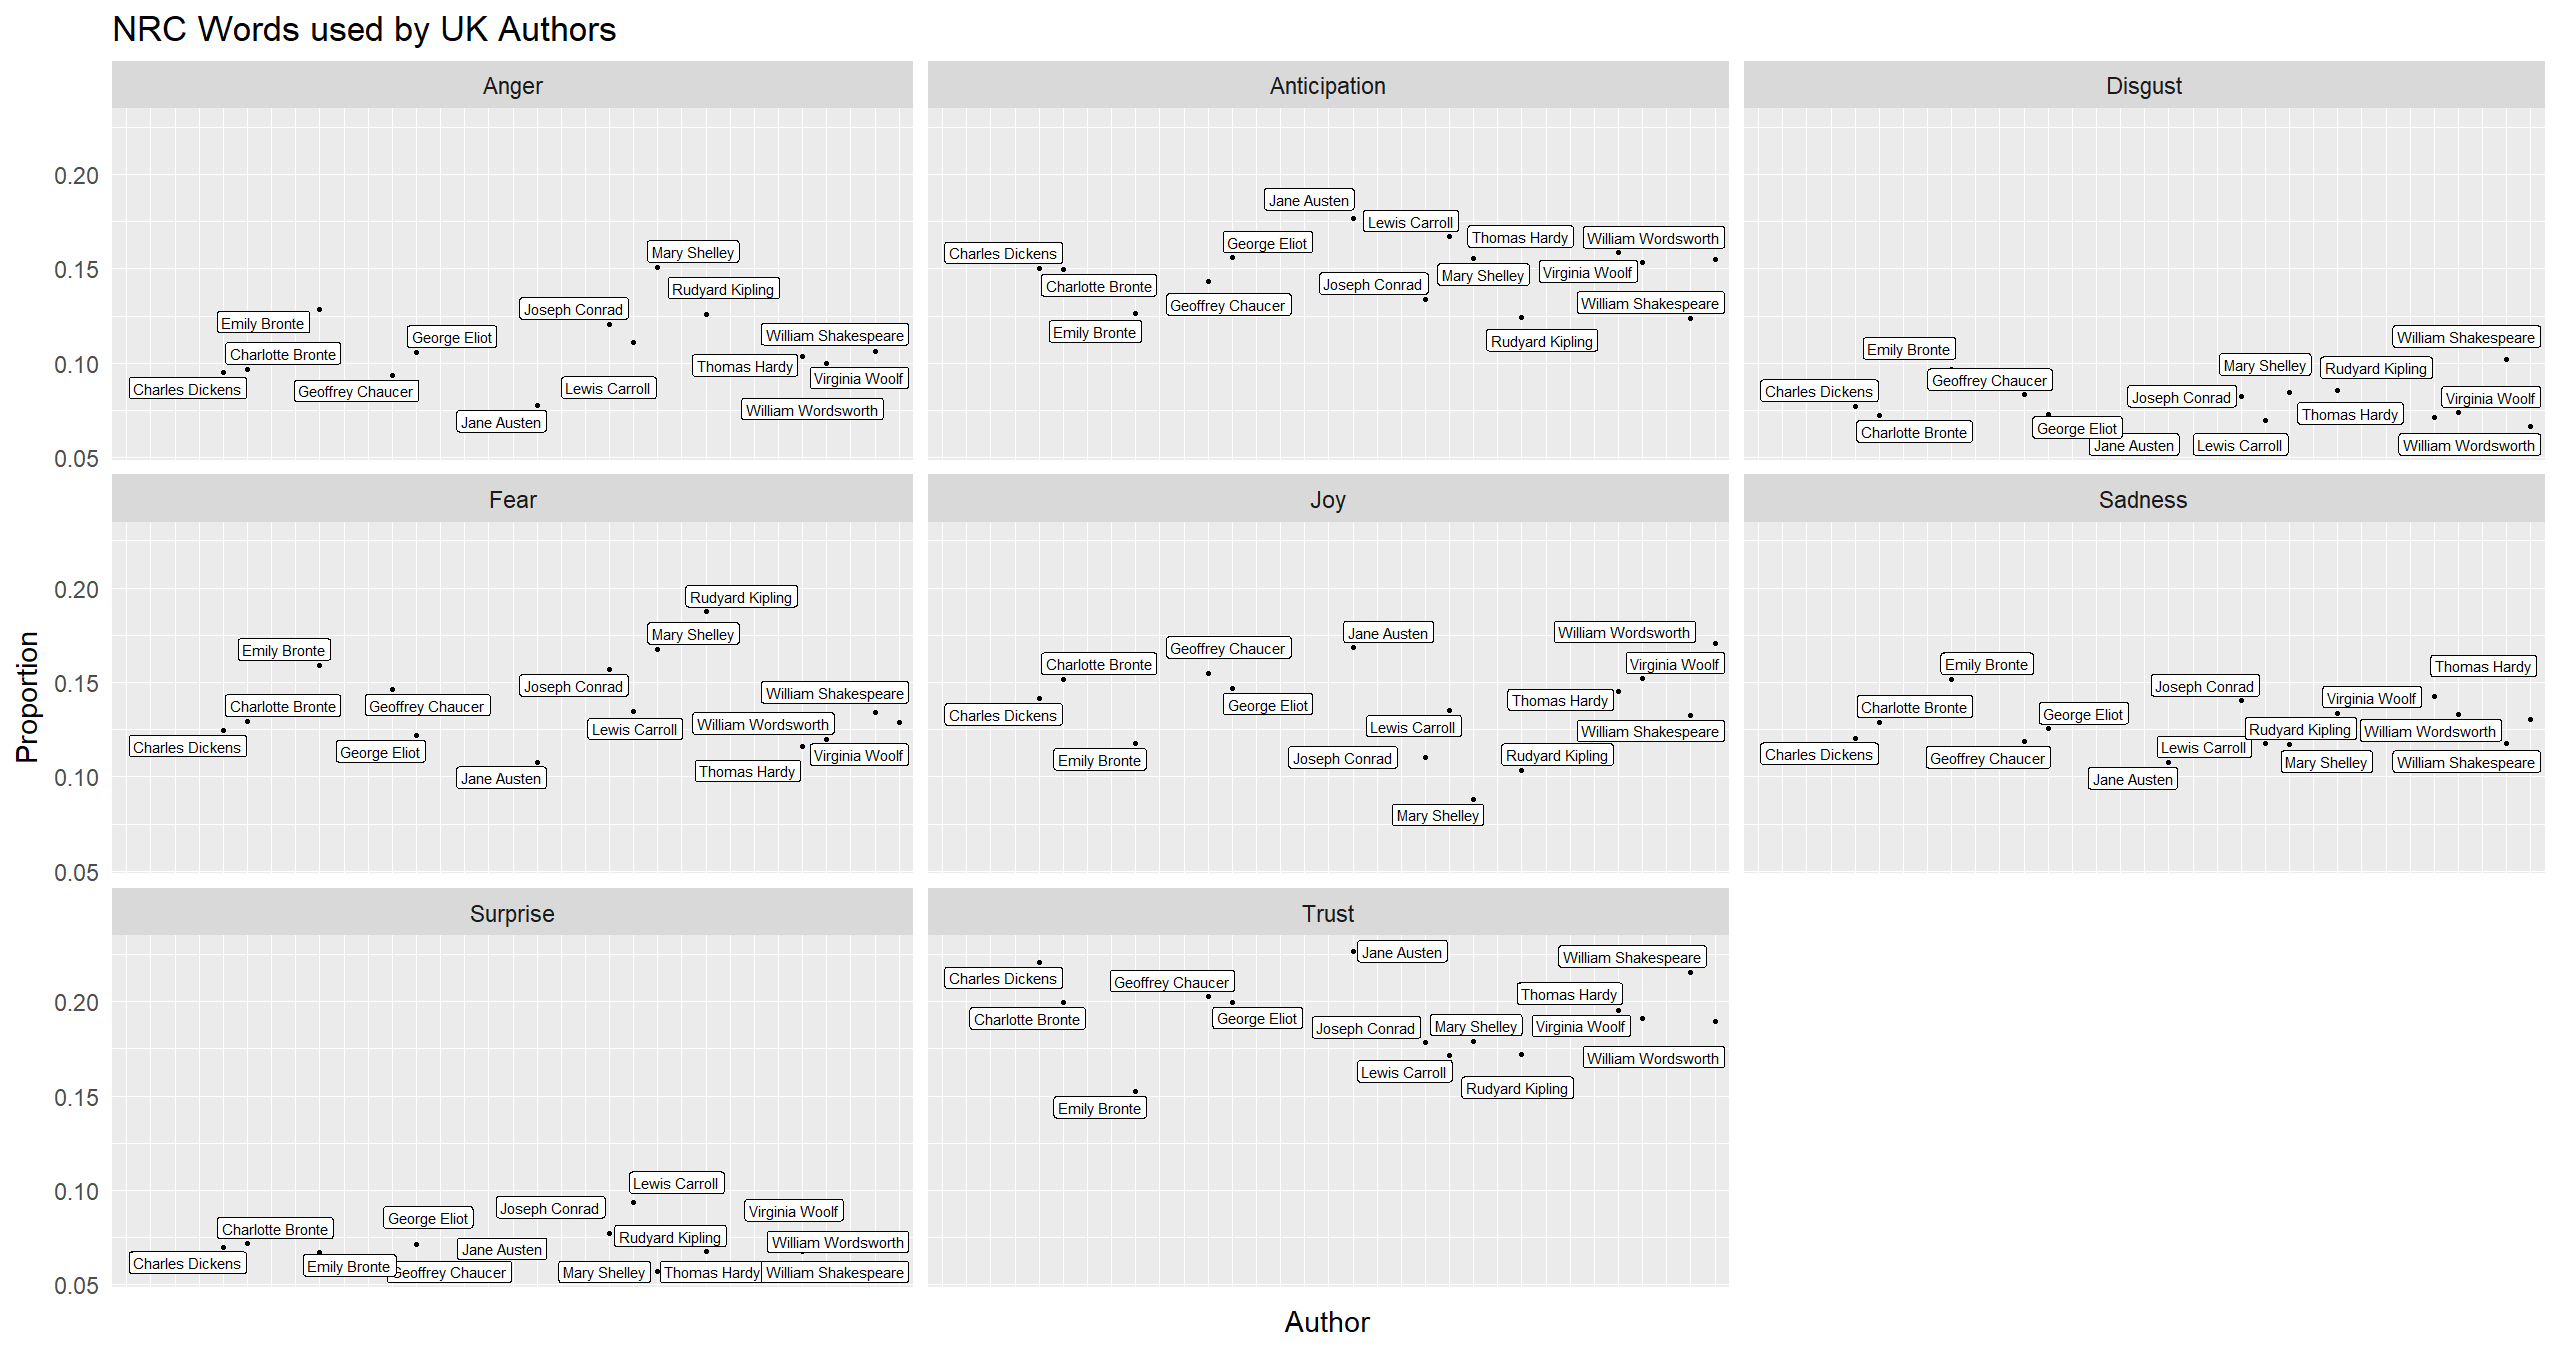 NRC Words used by UK Authors
Anger
Anticipation
Disgust
0.20
0.15
0.10
0.05
Mary Shelley
Rudyard Kipling
Joseph Conrad
Emily Bronte
George Eliot
William Shakespeare
Charlotte Bronte
Thomas Hardy
Virginia Woolf
Charles Dickens
Geoffrey Chaucer
Lewis Carroll
William Wordsworth
Jane Austen
Jane Austen
Lewis Carroll
Thomas Hardy
William Wordsworth
George Eliot
Charles Dickens
Virginia Woolf
Mary Shelley
Joseph Conrad
Charlotte Bronte
Geoffrey Chaucer
William Shakespeare
Emily Bronte
Rudyard Kipling
William Shakespeare
Emily Bronte
Mary Shelley
Rudyard Kipling
Geoffrey Chaucer
Charles Dickens
Joseph Conrad
Virginia Woolf
Thomas Hardy
George Eliot
Charlotte Bronte
Jane Austen
Lewis Carroll
William Wordsworth
Fear
Joy
Sadness
0.20
0.15
0.10
0.05
Rudyard Kipling
Mary Shelley
Emily Bronte
Joseph Conrad
William Shakespeare
Charlotte Bronte
Geoffrey Chaucer
William Wordsworth
Lewis Carroll
Charles Dickens
George Eliot
Virginia Woolf
Thomas Hardy
Jane Austen
William Wordsworth
Jane Austen
Geoffrey Chaucer
Charlotte Bronte
Virginia Woolf
Thomas Hardy
George Eliot
Charles Dickens
Lewis Carroll
William Shakespeare
Rudyard Kipling
Joseph Conrad
Emily Bronte
Mary Shelley
Emily Bronte
Thomas Hardy
Joseph Conrad
Virginia Woolf
Charlotte Bronte
George Eliot
Rudyard Kipling
William Wordsworth
Lewis Carroll
Charles Dickens
Geoffrey Chaucer
Mary Shelley
William Shakespeare
Jane Austen
Surprise
Trust
0.20
0.15
0.10
0.05
Lewis Carroll
Joseph Conrad
Virginia Woolf
George Eliot
Charlotte Bronte
Rudyard Kipling
William Wordsworth
Jane Austen
Charles Dickens
Emily Bronte
Geoffrey Chaucer
Mary Shelley
Thomas Hardy
William Shakespeare
Jane Austen
William Shakespeare
Charles Dickens
Geoffrey Chaucer
Thomas Hardy
Charlotte Bronte
George Eliot
Joseph Conrad
Mary Shelley
Virginia Woolf
William Wordsworth
Lewis Carroll
Rudyard Kipling
Emily Bronte
Proportion
Author